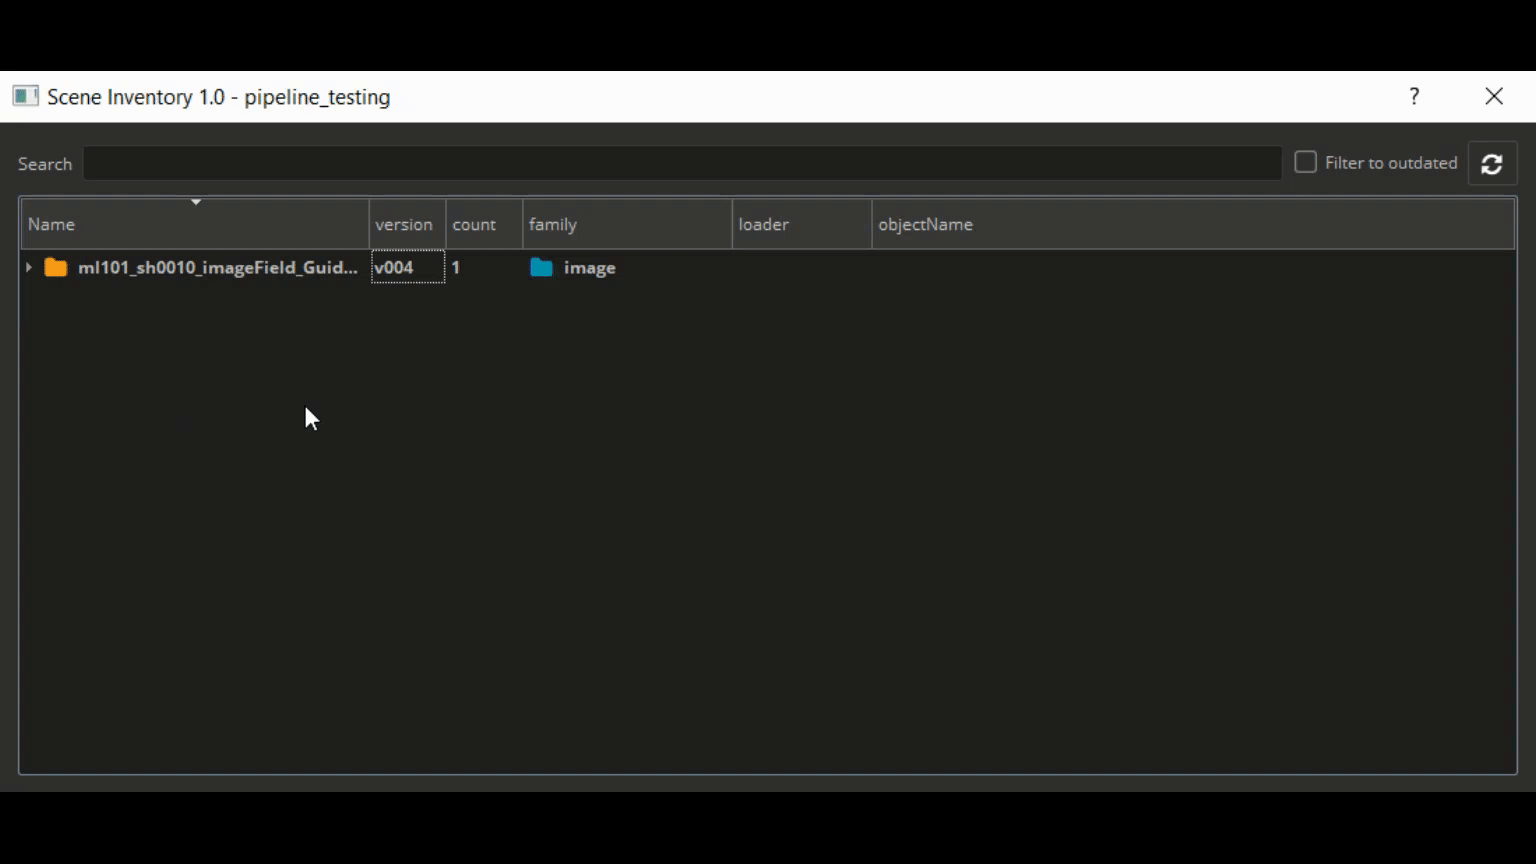 Scene Inventory 1.0 - pipeline_testing ?
Search Filter to outdated
Name version count family loader objectName
ml101_sh0010_imageField_Guid... v004 1 image